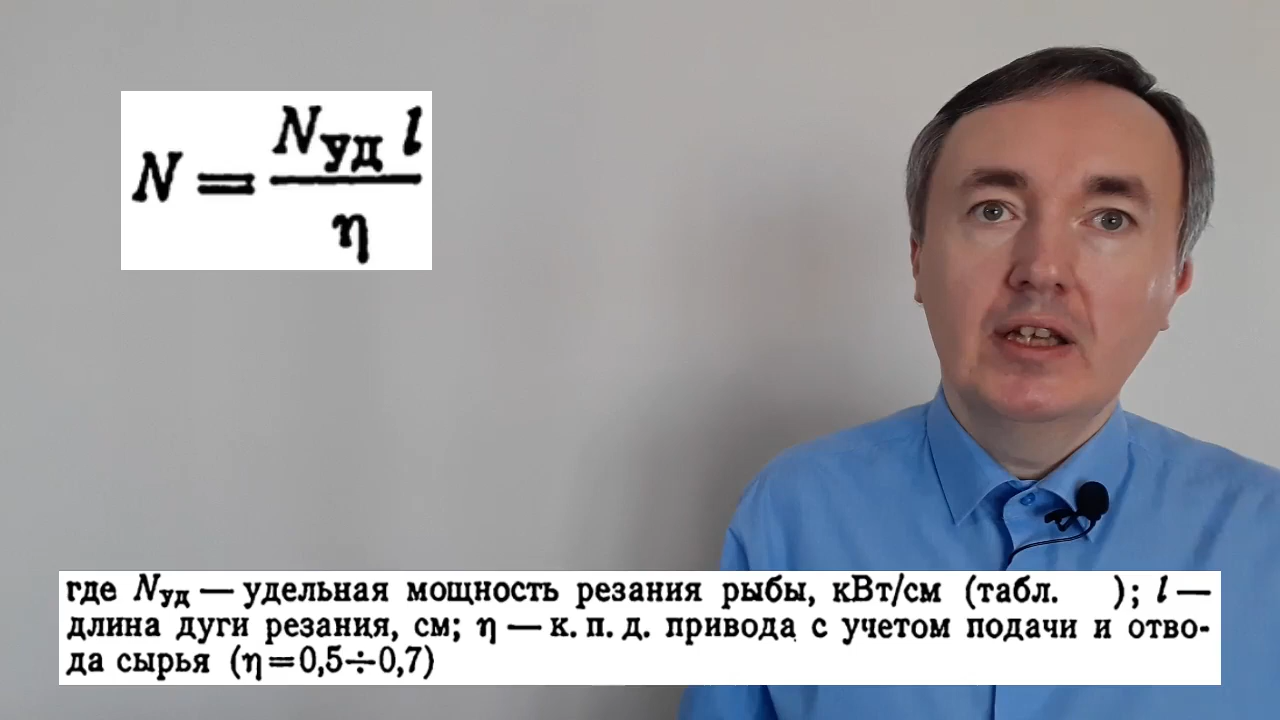 N = N_уд l / η
где N_уд — удельная мощность резания рыбы, кВт/см (табл. ); l —
длина дуги резания, см; η — к. п. д. привода с учетом подачи и отво-
да сырья (η=0,5÷0,7)